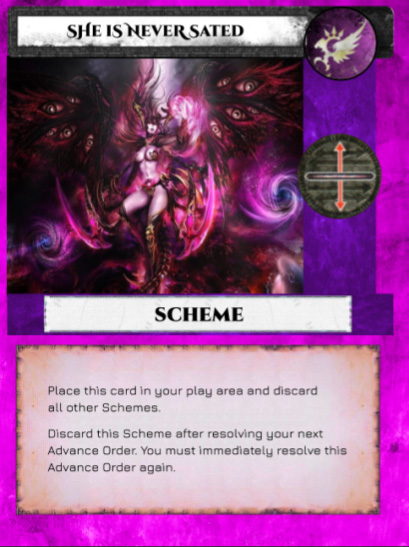 She is Never Sated
SCHEME
Place this card in your play area and discard
all other Schemes.
Discard this Scheme after resolving your next
Advance Order. You must immediately resolve this
Advance Order again.